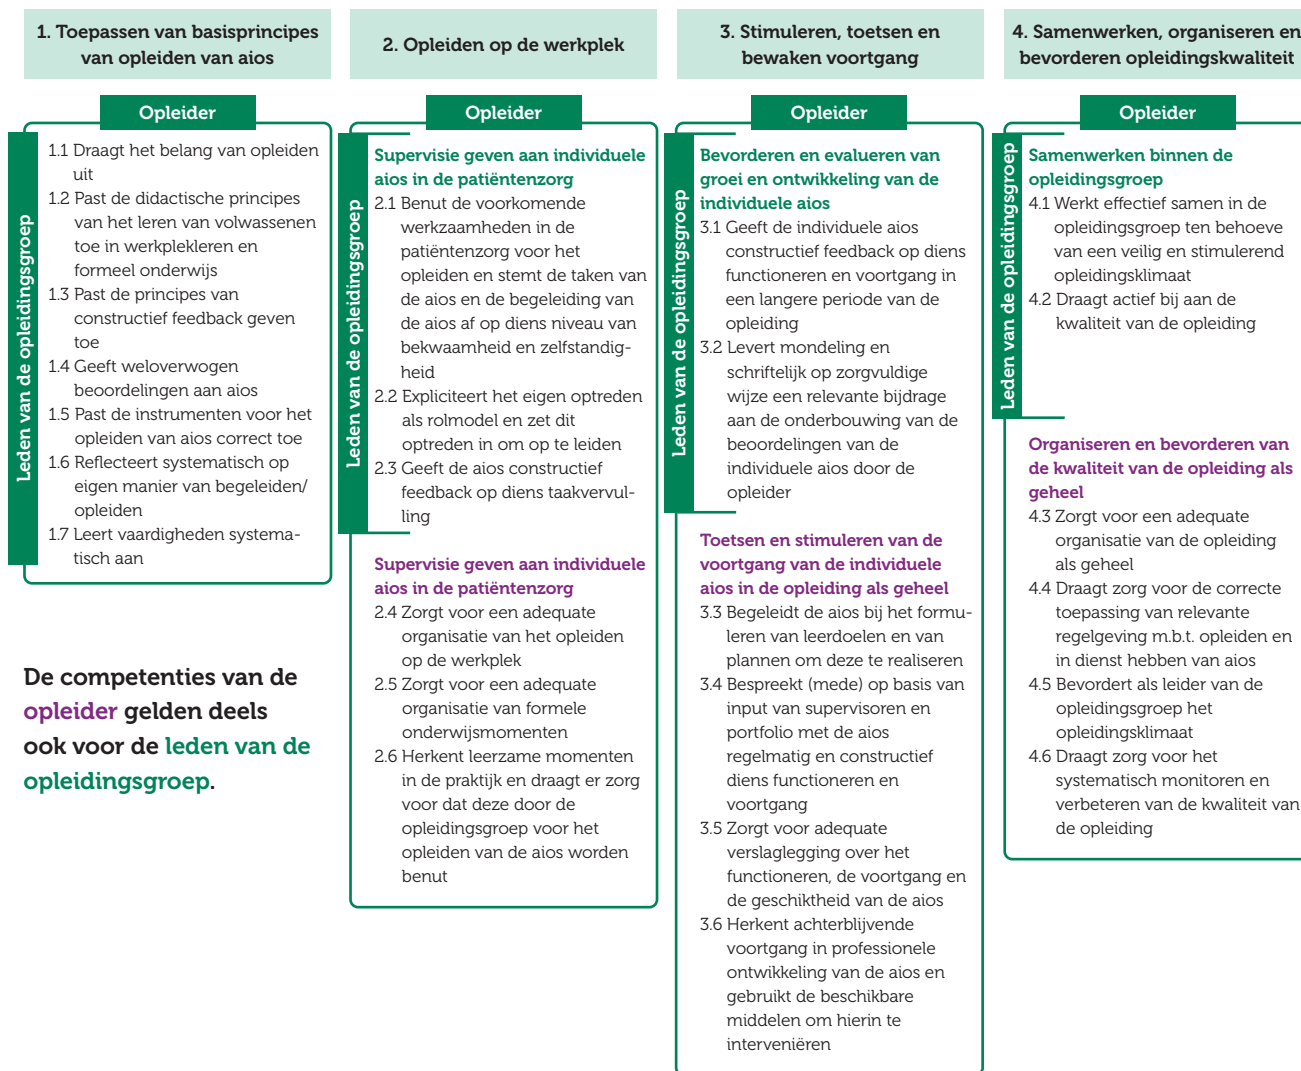 1. Toepassen van basisprincipes
van opleiden van aios
Opleider
Leden van de opleidingsgroep
1.1 Draagt het belang van opleiden
uit
1.2 Past de didactische principes
van het leren van volwassenen
toe in werkplekleren en
formeel onderwijs
1.3 Past de principes van
constructief feedback geven
toe
1.4 Geeft weloverwogen
beoordelingen aan aios
1.5 Past de instrumenten voor het
opleiden van aios correct toe
1.6 Reflecteert systematisch op
eigen manier van begeleiden/
opleiden
1.7 Leert vaardigheden systema-
tisch aan
De competenties van de
opleider gelden deels
ook voor de leden van de
opleidingsgroep.
2. Opleiden op de werkplek
Opleider
Leden van de opleidingsgroep
Supervisie geven aan individuele
aios in de patiëntenzorg
2.1 Benut de voorkomende
werkzaamheden in de
patiëntenzorg voor het
opleiden en stemt de taken van
de aios en de begeleiding van
de aios af op diens niveau van
bekwaamheid en zelfstandig-
heid
2.2 Expliciteert het eigen optreden
als rolmodel en zet dit
optreden in om op te leiden
2.3 Geeft de aios constructief
feedback op diens taakvervul-
ling
Supervisie geven aan individuele
aios in de patiëntenzorg
2.4 Zorgt voor een adequate
organisatie van het opleiden
op de werkplek
2.5 Zorgt voor een adequate
organisatie van formele
onderwijsmomenten
2.6 Herkent leerzame momenten
in de praktijk en draagt er zorg
voor dat deze door de
opleidingsgroep voor het
opleiden van de aios worden
benut
3. Stimuleren, toetsen en
bewaken voortgang
Opleider
Leden van de opleidingsgroep
Bevorderen en evalueren van
groei en ontwikkeling van de
individuele aios
3.1 Geeft de individuele aios
constructief feedback op diens
functioneren en voortgang in
een langere periode van de
opleiding
3.2 Levert mondeling en
schriftelijk op zorgvuldige
wijze een relevante bijdrage
aan de onderbouwing van de
beoordelingen van de
individuele aios door de
opleider
Toetsen en stimuleren van de
voortgang van de individuele
aios in de opleiding als geheel
3.3 Begeleidt de aios bij het formu-
leren van leerdoelen en van
plannen om deze te realiseren
3.4 Bespreekt (mede) op basis van
input van supervisoren en
portfolio met de aios
regelmatig en constructief
diens functioneren en
voortgang
3.5 Zorgt voor adequate
verslaglegging over het
functioneren, de voortgang en
de geschiktheid van de aios
3.6 Herkent achterblijvende
voortgang in professionele
ontwikkeling van de aios en
gebruikt de beschikbare
middelen om hierin te
interveniëren
4. Samenwerken, organiseren en
bevorderen opleidingskwaliteit
Opleider
Leden van de opleidingsgroep
Samenwerken binnen de
opleidingsgroep
4.1 Werkt effectief samen in de
opleidingsgroep ten behoeve
van een veilig en stimulerend
opleidingsklimaat
4.2 Draagt actief bij aan de
kwaliteit van de opleiding
Organiseren en bevorderen van
de kwaliteit van de opleiding als
geheel
4.3 Zorgt voor een adequate
organisatie van de opleiding
als geheel
4.4 Draagt zorg voor de correcte
toepassing van relevante
regelgeving m.b.t. opleiden en
in dienst hebben van aios
4.5 Bevordert als leider van de
opleidingsgroep het
opleidingsklimaat
4.6 Draagt zorg voor het
systematisch monitoren en
verbeteren van de kwaliteit van
de opleiding